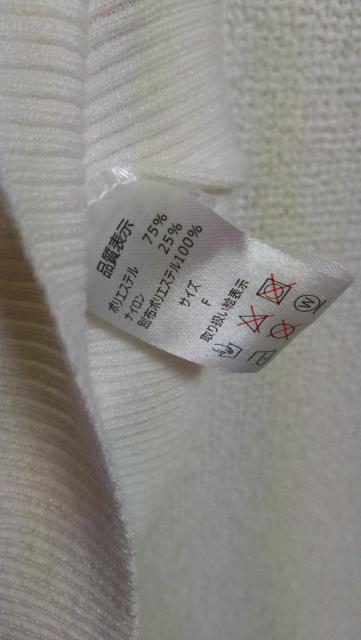 品質表示
ポリエステル 75%
ナイロン 25%
別布ポリエステル100%
サイズ
F
取り扱い絵表示
W